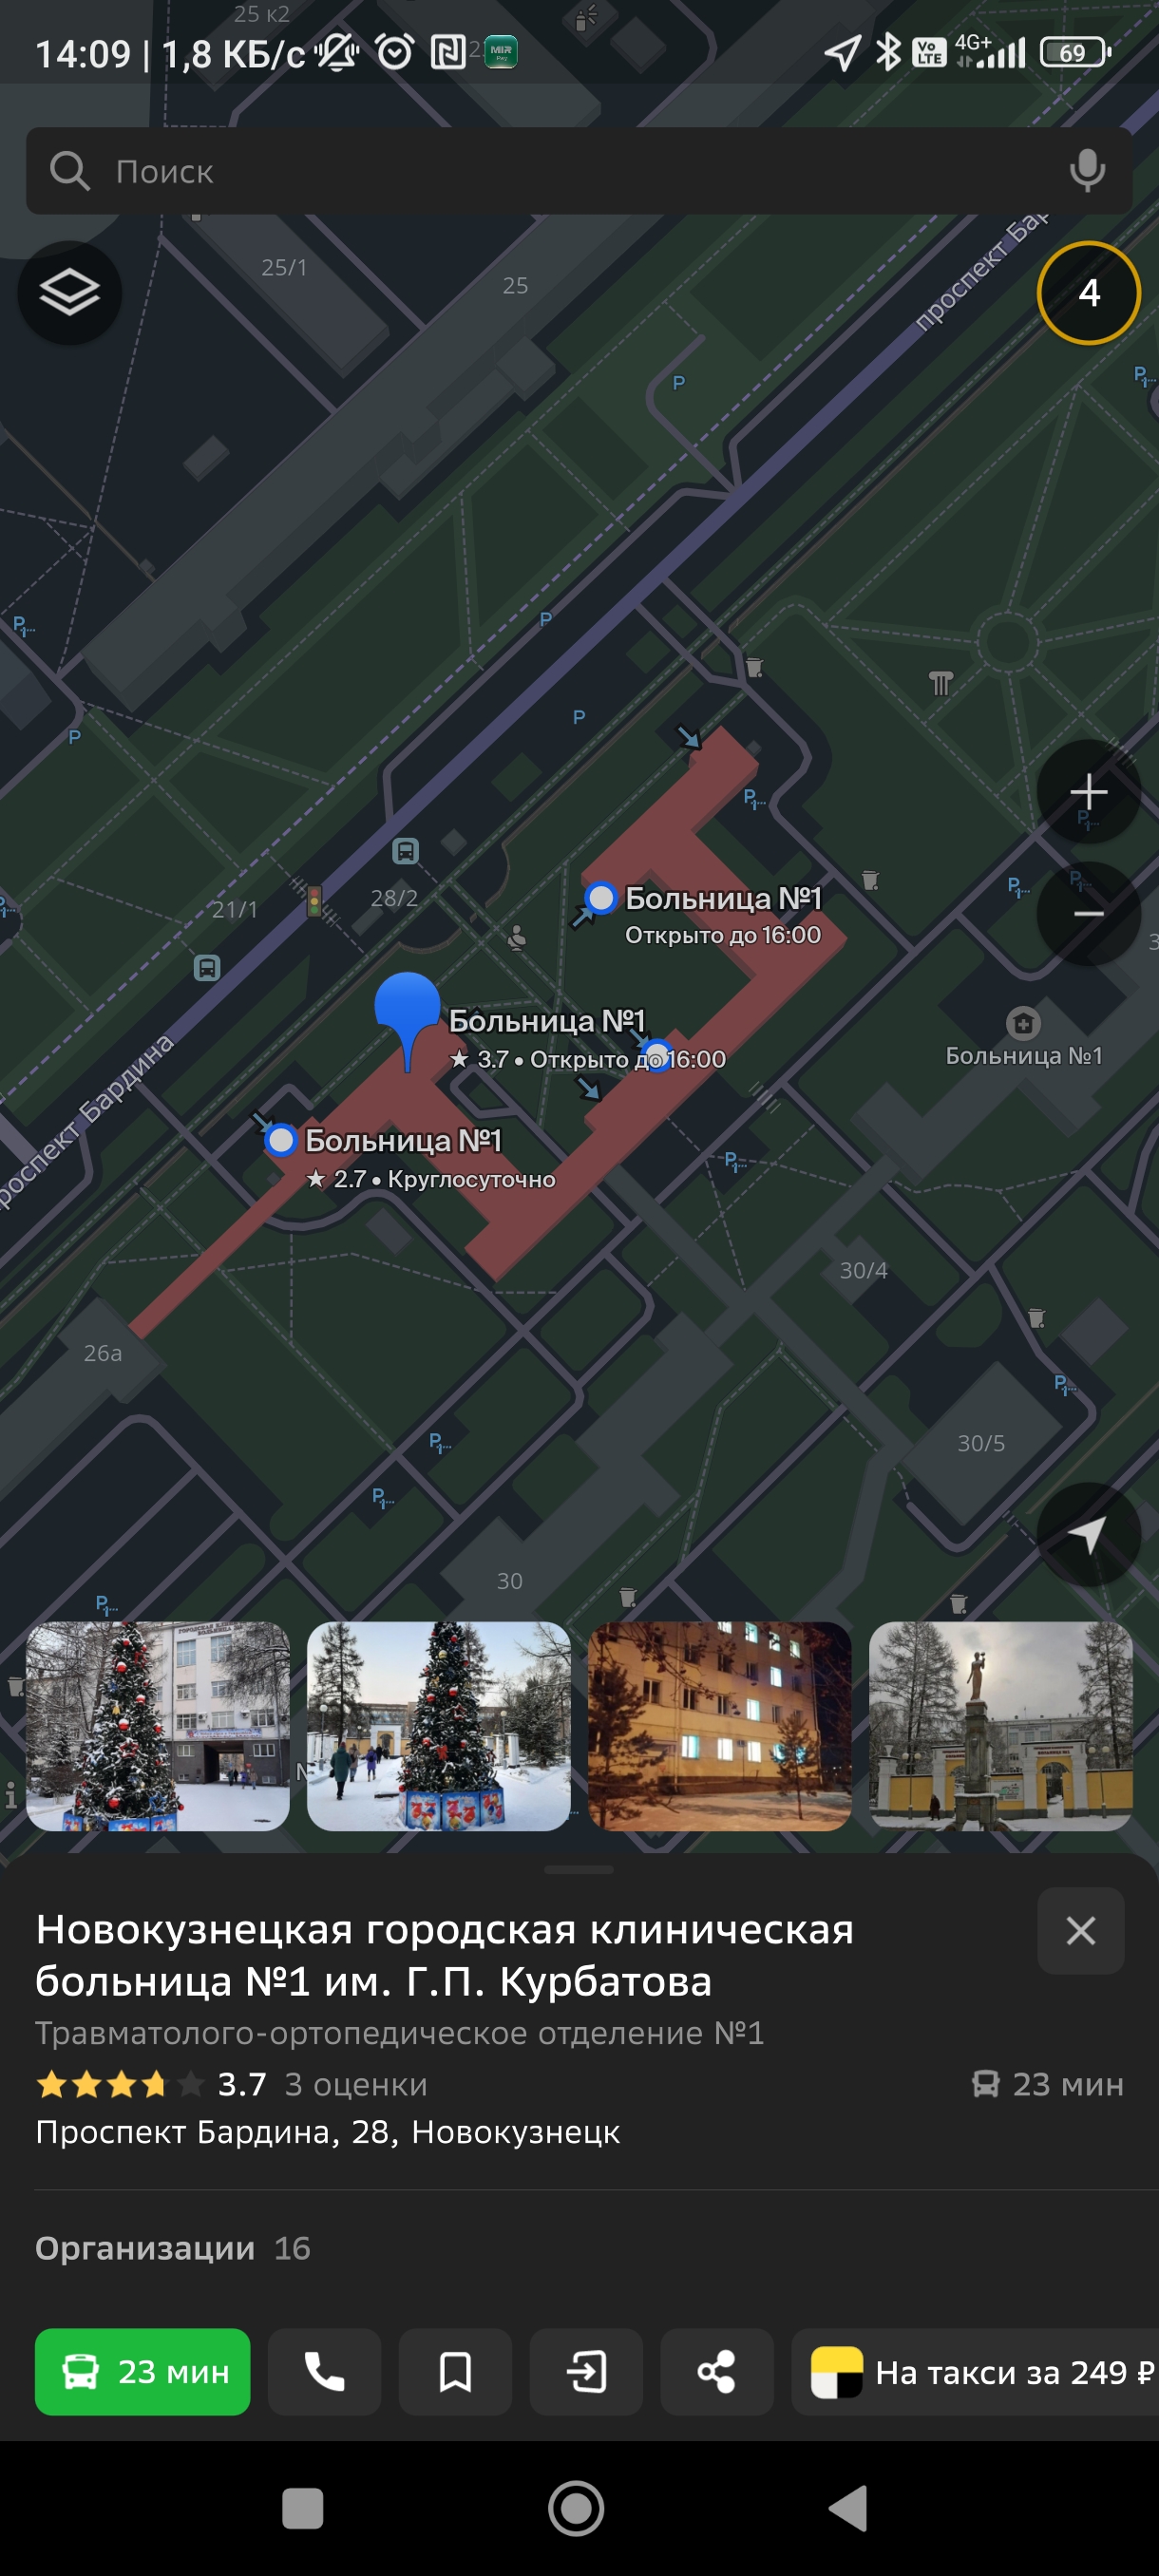 25 к2
14:09 | 1,8 КБ/с
MIR
Pay
Vo
LTE
4G+
69
Поиск
25/1
25
проспект Бар
4
P
P
P
P
28/2
21/1
Больница №1
Открыто до 16:00
Больница №1
★ 3.7 • Открыто до 16:00
Больница №1
проспект Бардина
Больница №1
★ 2.7 • Круглосуточно
30/4
26а
30/5
30
Новокузнецкая городская клиническая
больница №1 им. Г.П. Курбатова
Травматолого-ортопедическое отделение №1
3.7 3 оценки
23 мин
Проспект Бардина, 28, Новокузнецк
Организации 16
23 мин
На такси за 249 ₽